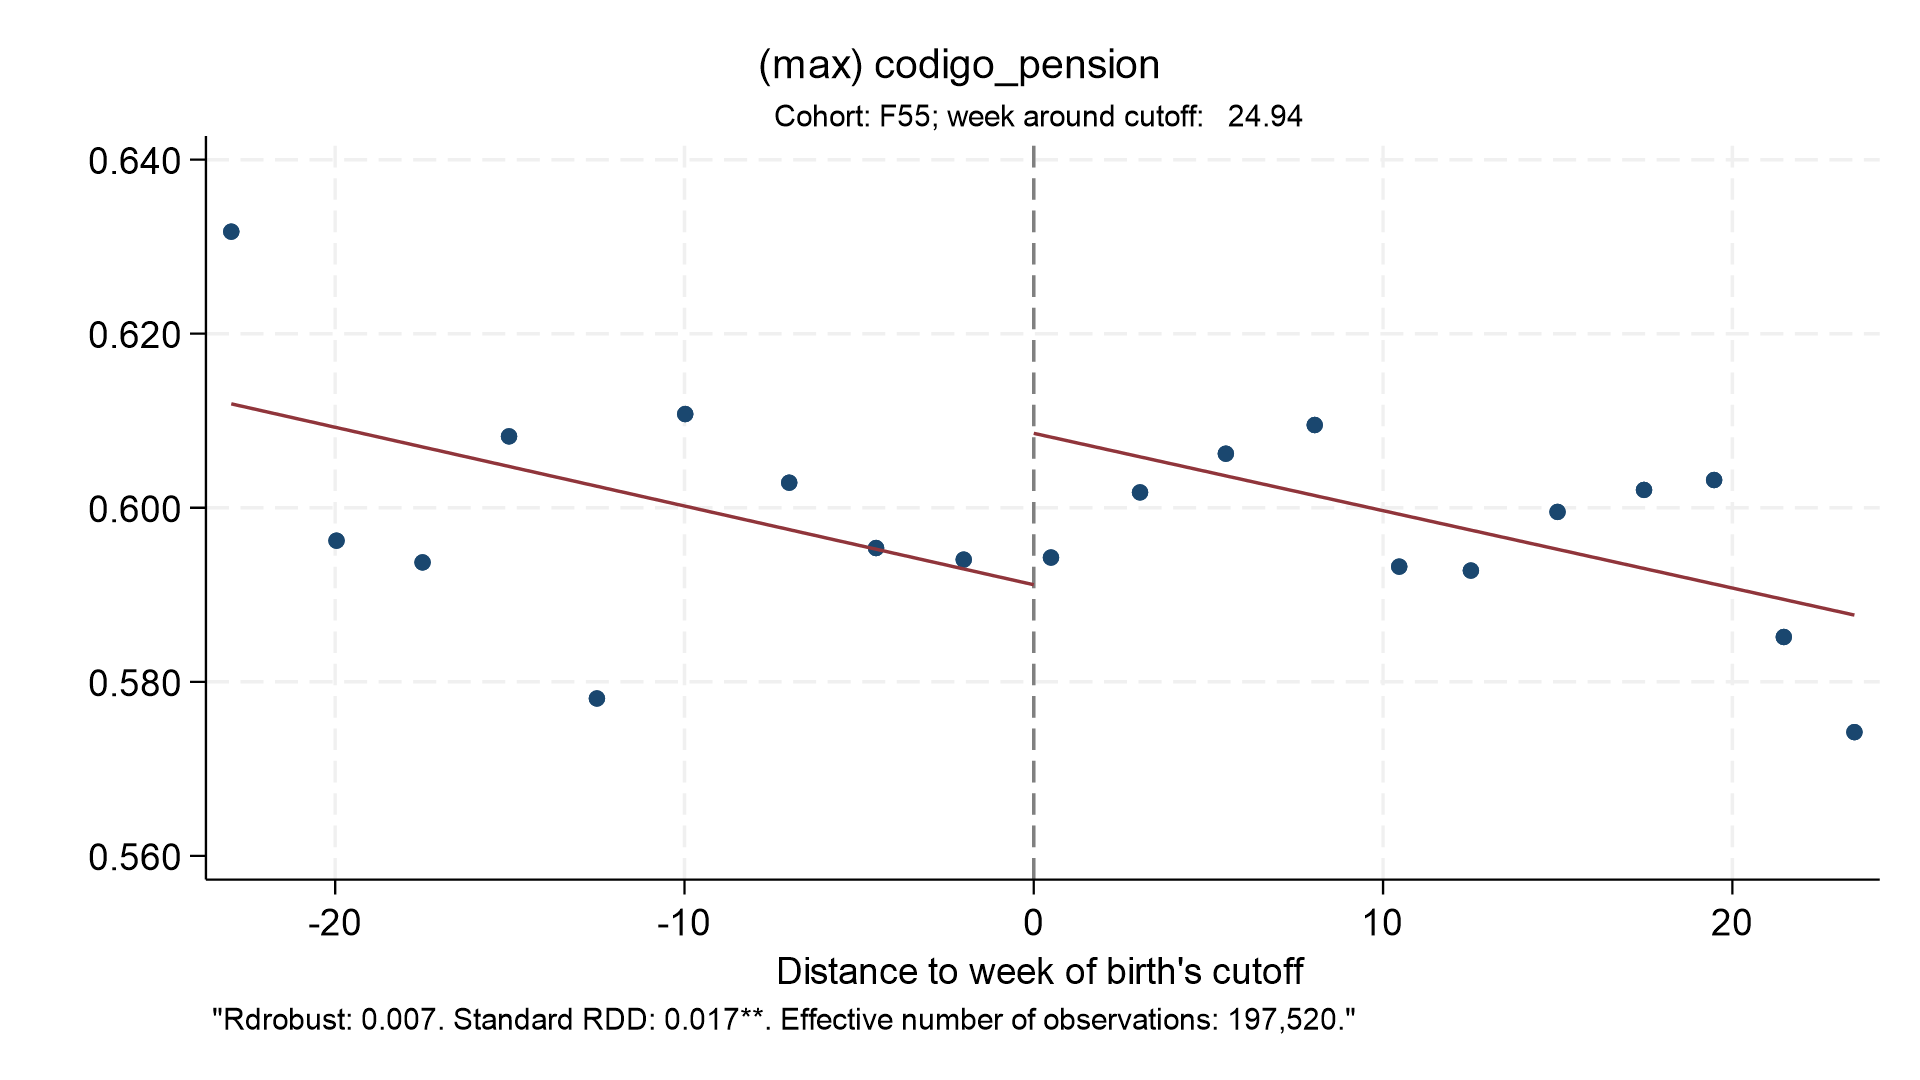 (max) codigo_pension
Cohort: F55; week around cutoff: 24.94
0.640
0.620
0.600
0.580
0.560
-20 -10 0 10 20
Distance to week of birth's cutoff
"Rdrobust: 0.007. Standard RDD: 0.017**. Effective number of observations: 197,520."